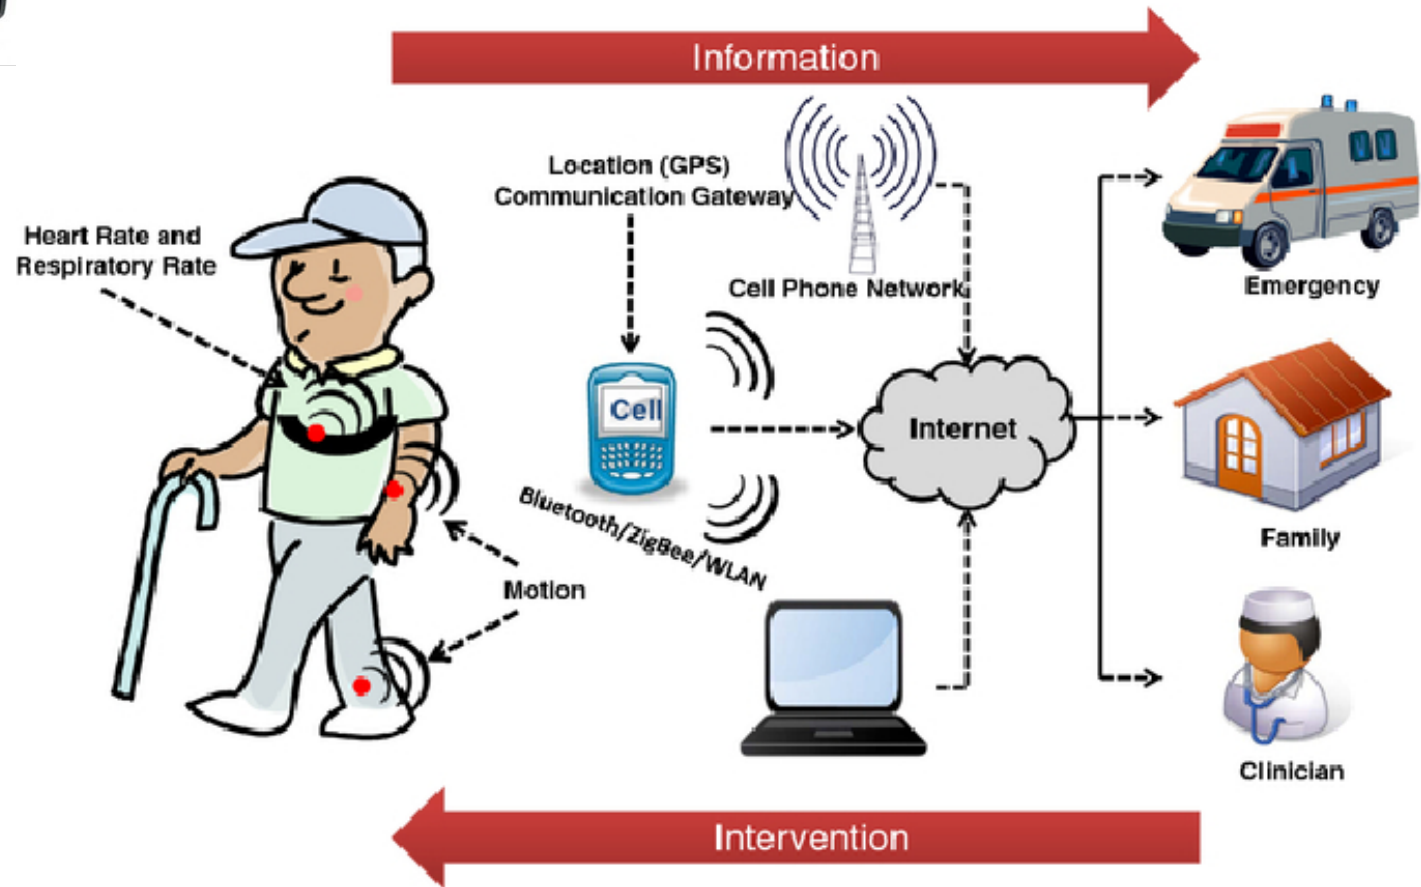 Information
Location (GPS)
Communication Gateway
Heart Rate and
Respiratory Rate
Cell Phone Network
Emergency
Cell
Internet
Bluetooth/ZigBee/WLAN
Family
Motion
Clinician
Intervention